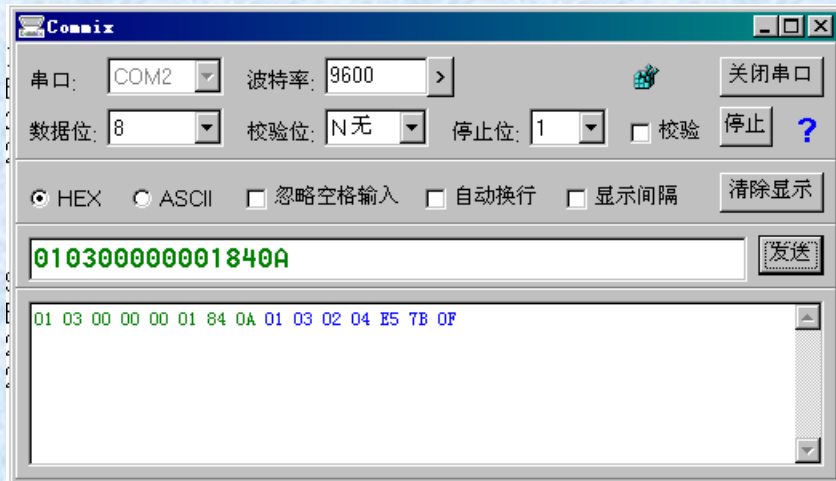 Commix
串口: COM2 波特率: 9600 > 关闭串口
数据位: 8 校验位: N无 停止位: 1 校验 停止 ?
HEX ASCII 忽略空格输入 自动换行 显示间隔 清除显示
010300000001840A 发送
01 03 00 00 00 01 84 0A 01 03 02 04 E5 7B 0F